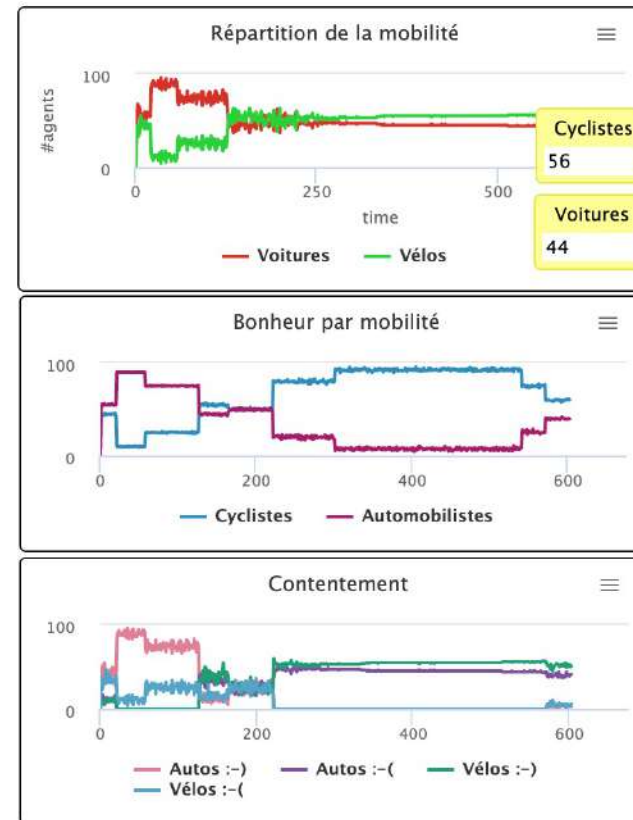 Répartition de la mobilité
100
0
#agents
0
250
500
time
Voitures
Vélos
Cyclistes
56
Voitures
44
Bonheur par mobilité
100
0
0
200
400
600
Cyclistes
Automobilistes
Contentement
100
0
0
200
400
600
Autos :-)
Autos :-(
Vélos :-)
Vélos :-(